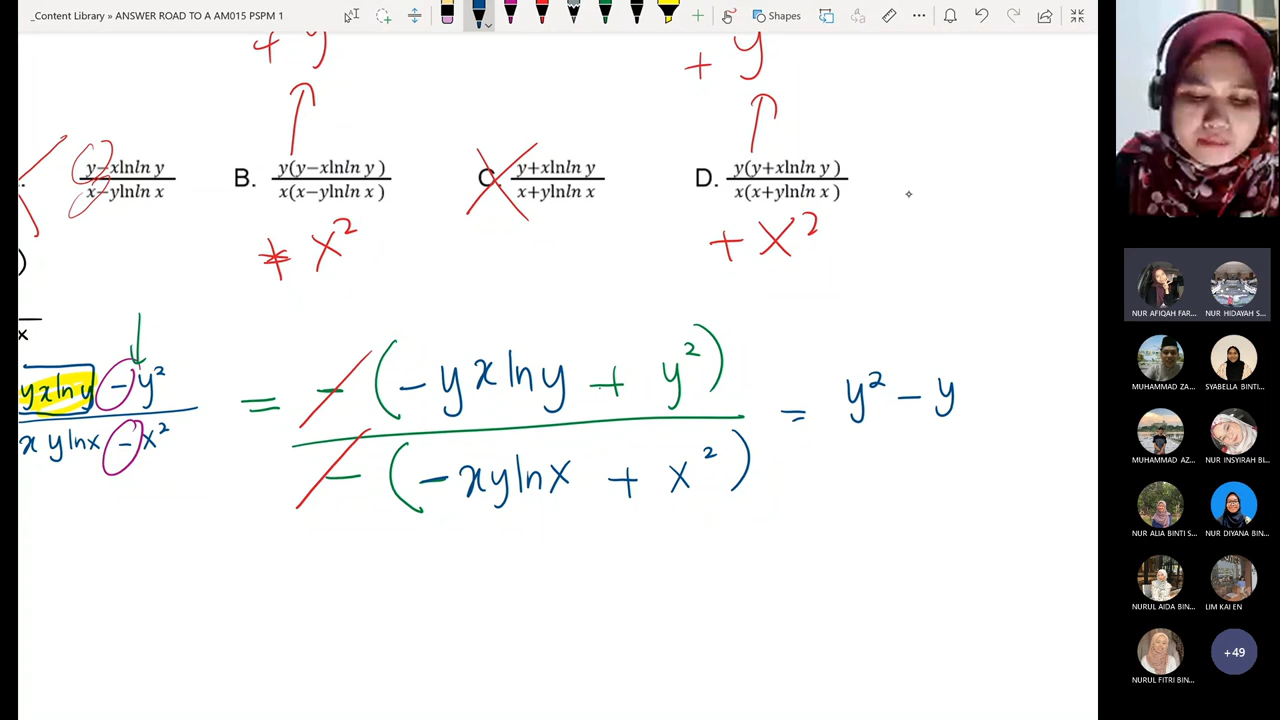 _Content Library » ANSWER ROAD TO A AM015 PSPM 1
Shapes
+ y
+ y
y−xlnln y
x−ylnln x
B. y(y−xlnln y )
x(x−ylnln x )
C. y+xlnln y
x+ylnln x
D. y(y+xlnln y )
x(x+ylnln x )
x²
+ x²
)
x
yxlny − y²
xylnx − x²
= −(−yxlny + y²)
−(−xylnx + x²)
= y² − y
NUR AFIQAH FAR...
NUR HIDAYAH S...
MUHAMMAD ZA...
SYABELLA BINTI...
MUHAMMAD AZ...
NUR INSYIRAH BI...
NUR ALIA BINTI S...
NUR DIYANA BIN...
NURUL AIDA BIN...
LIM KAI EN
NURUL FITRI BIN...
+49